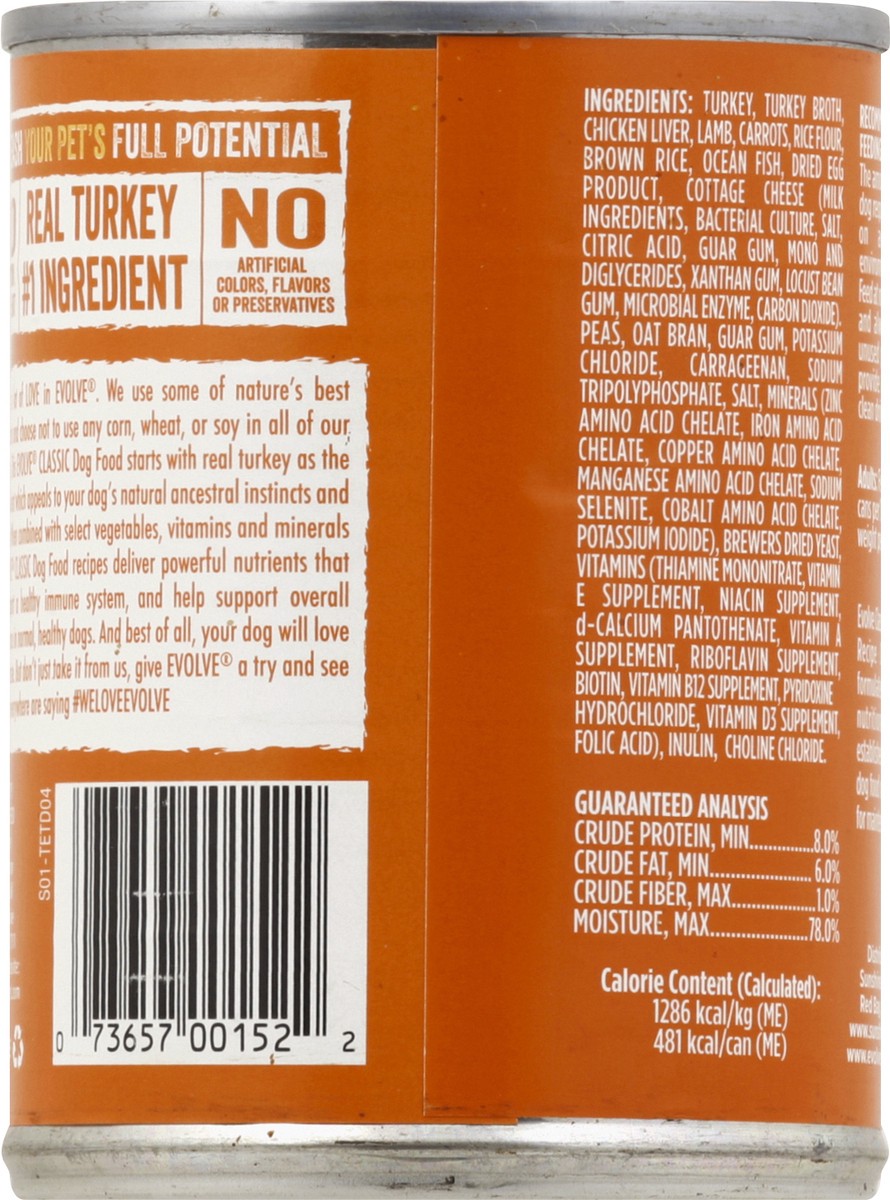 YOUR PET'S FULL POTENTIAL
REAL TURKEY
#1 INGREDIENT
NO
ARTIFICIAL
COLORS, FLAVORS
OR PRESERVATIVES
of LOVE in EVOLVE®. We use some of nature's best
choose not to use any corn, wheat, or soy in all of our
EVOLVE® CLASSIC Dog Food starts with real turkey as the
which appeals to your dog's natural ancestral instincts and
combined with select vegetables, vitamins and minerals
CLASSIC Dog Food recipes deliver powerful nutrients that
a healthy immune system, and help support overall
normal, healthy dogs. And best of all, your dog will love
But don't just take it from us, give EVOLVE® a try and see
are saying #WELOVEEVOLVE
S01-TETD04
0 73657 00152 2
INGREDIENTS: TURKEY, TURKEY BROTH,
CHICKEN LIVER, LAMB, CARROTS, RICE FLOUR,
BROWN RICE, OCEAN FISH, DRIED EGG
PRODUCT, COTTAGE CHEESE (MILK
INGREDIENTS, BACTERIAL CULTURE, SALT,
CITRIC ACID, GUAR GUM, MONO AND
DIGLYCERIDES, XANTHAN GUM, LOCUST BEAN
GUM, MICROBIAL ENZYME, CARBON DIOXIDE),
PEAS, OAT BRAN, GUAR GUM, POTASSIUM
CHLORIDE, CARRAGEENAN, SODIUM
TRIPOLYPHOSPHATE, SALT, MINERALS (ZINC
AMINO ACID CHELATE, IRON AMINO ACID
CHELATE, COPPER AMINO ACID CHELATE,
MANGANESE AMINO ACID CHELATE, SODIUM
SELENITE, COBALT AMINO ACID CHELATE,
POTASSIUM IODIDE), BREWERS DRIED YEAST,
VITAMINS (THIAMINE MONONITRATE, VITAMIN
E SUPPLEMENT, NIACIN SUPPLEMENT,
d-CALCIUM PANTOTHENATE, VITAMIN A
SUPPLEMENT, RIBOFLAVIN SUPPLEMENT,
BIOTIN, VITAMIN B12 SUPPLEMENT, PYRIDOXINE
HYDROCHLORIDE, VITAMIN D3 SUPPLEMENT,
FOLIC ACID), INULIN, CHOLINE CHLORIDE.
GUARANTEED ANALYSIS
CRUDE PROTEIN, MIN..............8.0%
CRUDE FAT, MIN...................... 6.0%
CRUDE FIBER, MAX..................1.0%
MOISTURE, MAX.....................78.0%
Calorie Content (Calculated):
1286 kcal/kg (ME)
481 kcal/can (ME)